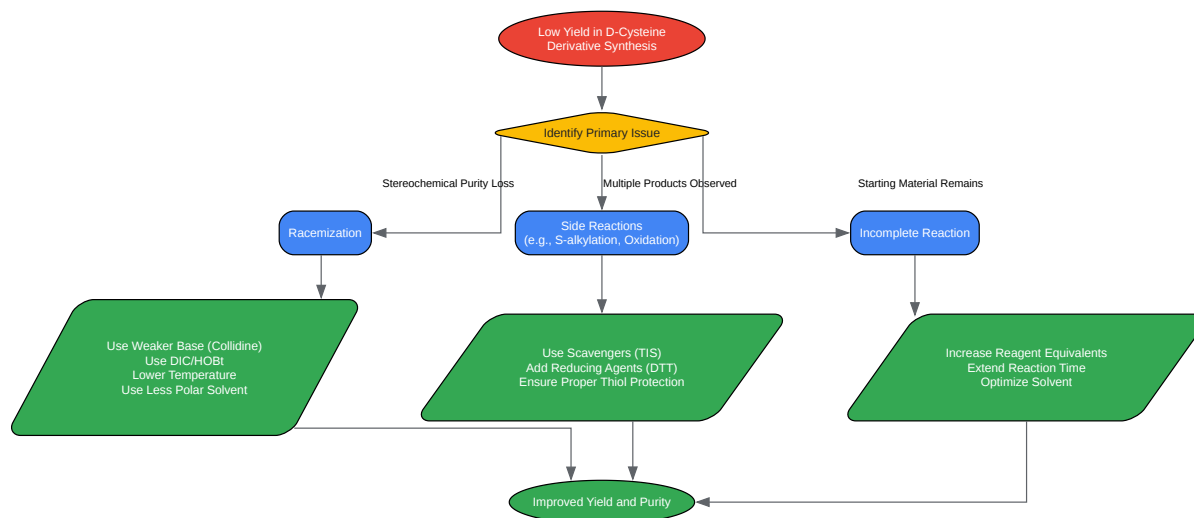 Low Yield in D-Cysteine
Derivative Synthesis
Identify Primary Issue
Stereochemical Purity Loss
Multiple Products Observed
Starting Material Remains
Racemization
Side Reactions
(e.g., S-alkylation, Oxidation)
Incomplete Reaction
Use Weaker Base (Collidine)
Use DIC/HOBt
Lower Temperature
Use Less Polar Solvent
Use Scavengers (TIS)
Add Reducing Agents (DTT)
Ensure Proper Thiol Protection
Increase Reagent Equivalents
Extend Reaction Time
Optimize Solvent
Improved Yield and Purity